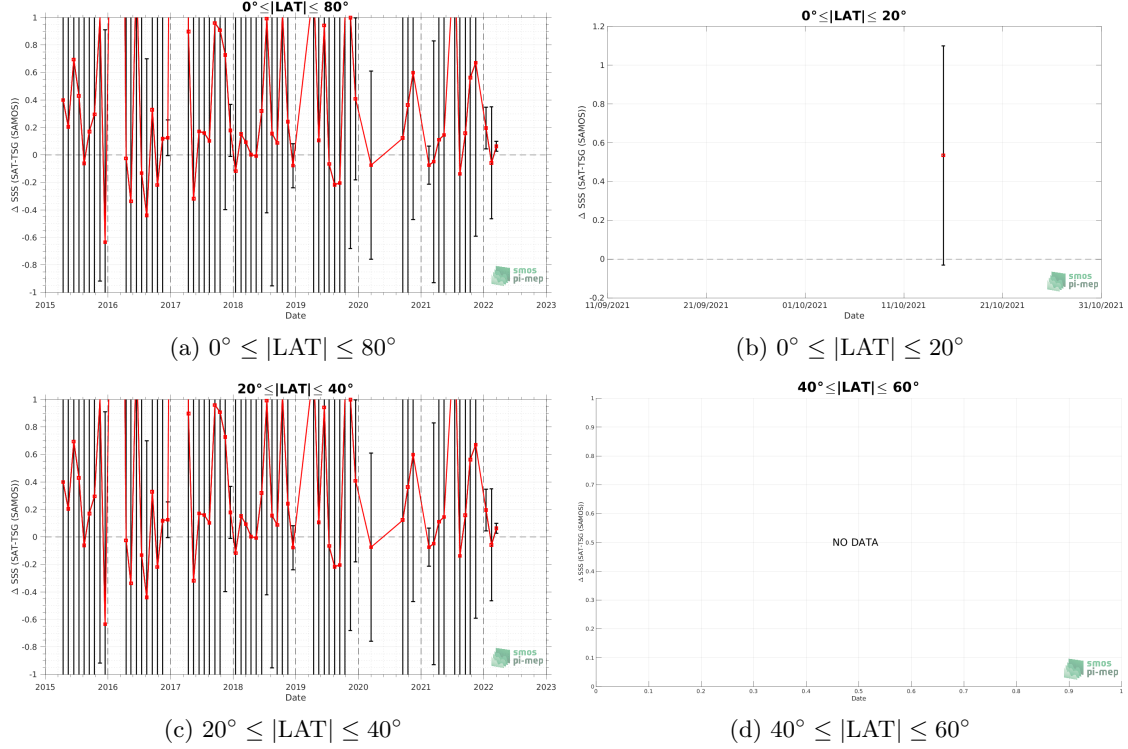 0°≤|LAT|≤ 80°
Δ SSS (SAT-TSG (SAMOS))
1
0.8
0.6
0.4
0.2
0
-0.2
-0.4
-0.6
-0.8
-1
2015 2016 2017 2018 2019 2020 2021 2022 2023
Date
smos
pi-mep
(a) 0° ≤ |LAT| ≤ 80°
0°≤|LAT|≤ 20°
Δ SSS (SAT-TSG (SAMOS))
1.2
1
0.8
0.6
0.4
0.2
0
-0.2
11/09/2021 21/09/2021 01/10/2021 11/10/2021 21/10/2021 31/10/2021
Date
smos
pi-mep
(b) 0° ≤ |LAT| ≤ 20°
20°≤|LAT|≤ 40°
Δ SSS (SAT-TSG (SAMOS))
1
0.8
0.6
0.4
0.2
0
-0.2
-0.4
-0.6
-0.8
-1
2015 2016 2017 2018 2019 2020 2021 2022 2023
Date
smos
pi-mep
(c) 20° ≤ |LAT| ≤ 40°
40°≤|LAT|≤ 60°
Δ SSS (SAT-TSG (SAMOS))
1
0.9
0.8
0.7
0.6
0.5
0.4
0.3
0.2
0.1
0
NO DATA
0 0.1 0.2 0.3 0.4 0.5 0.6 0.7 0.8 0.9 1
Date
smos
pi-mep
(d) 40° ≤ |LAT| ≤ 60°